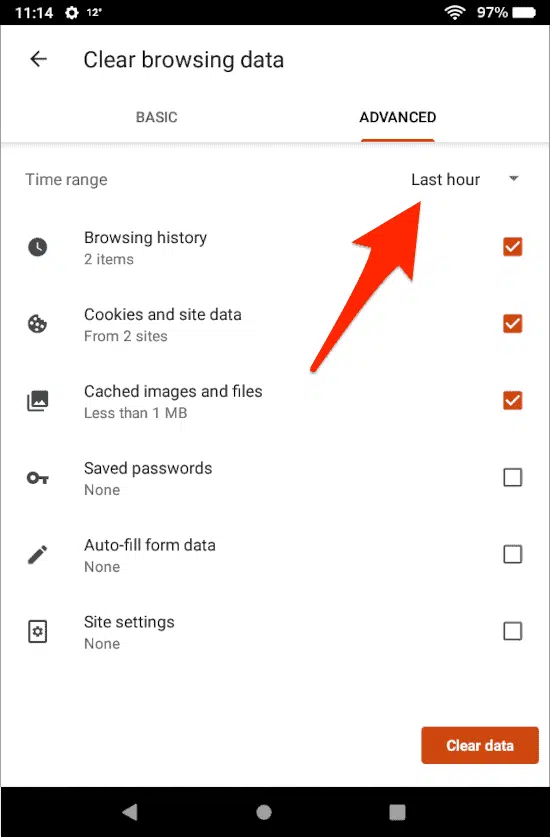 11:14 12° 97%
Clear browsing data
BASIC ADVANCED
Time range Last hour
Browsing history
2 items
Cookies and site data
From 2 sites
Cached images and files
Less than 1 MB
Saved passwords
None
Auto-fill form data
None
Site settings
None
Clear data